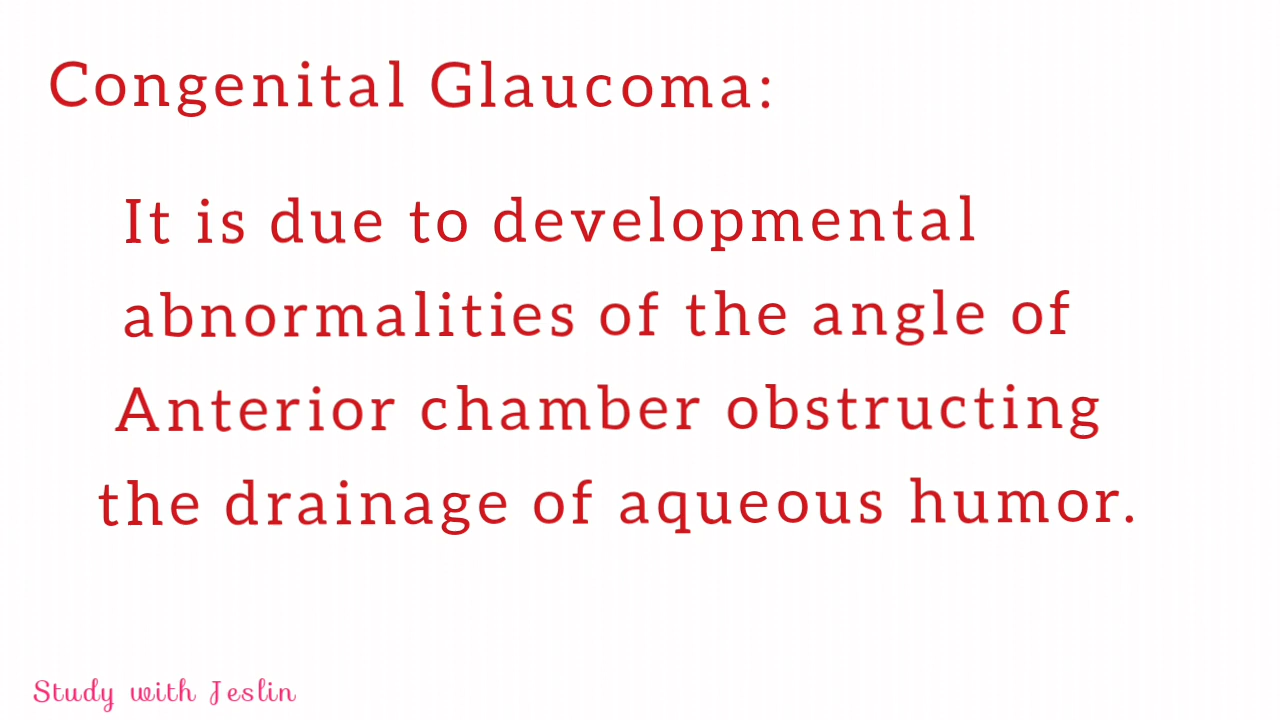 Congenital Glaucoma:
It is due to developmental
abnormalities of the angle of
Anterior chamber obstructing
the drainage of aqueous humor.
Study with Jeslin